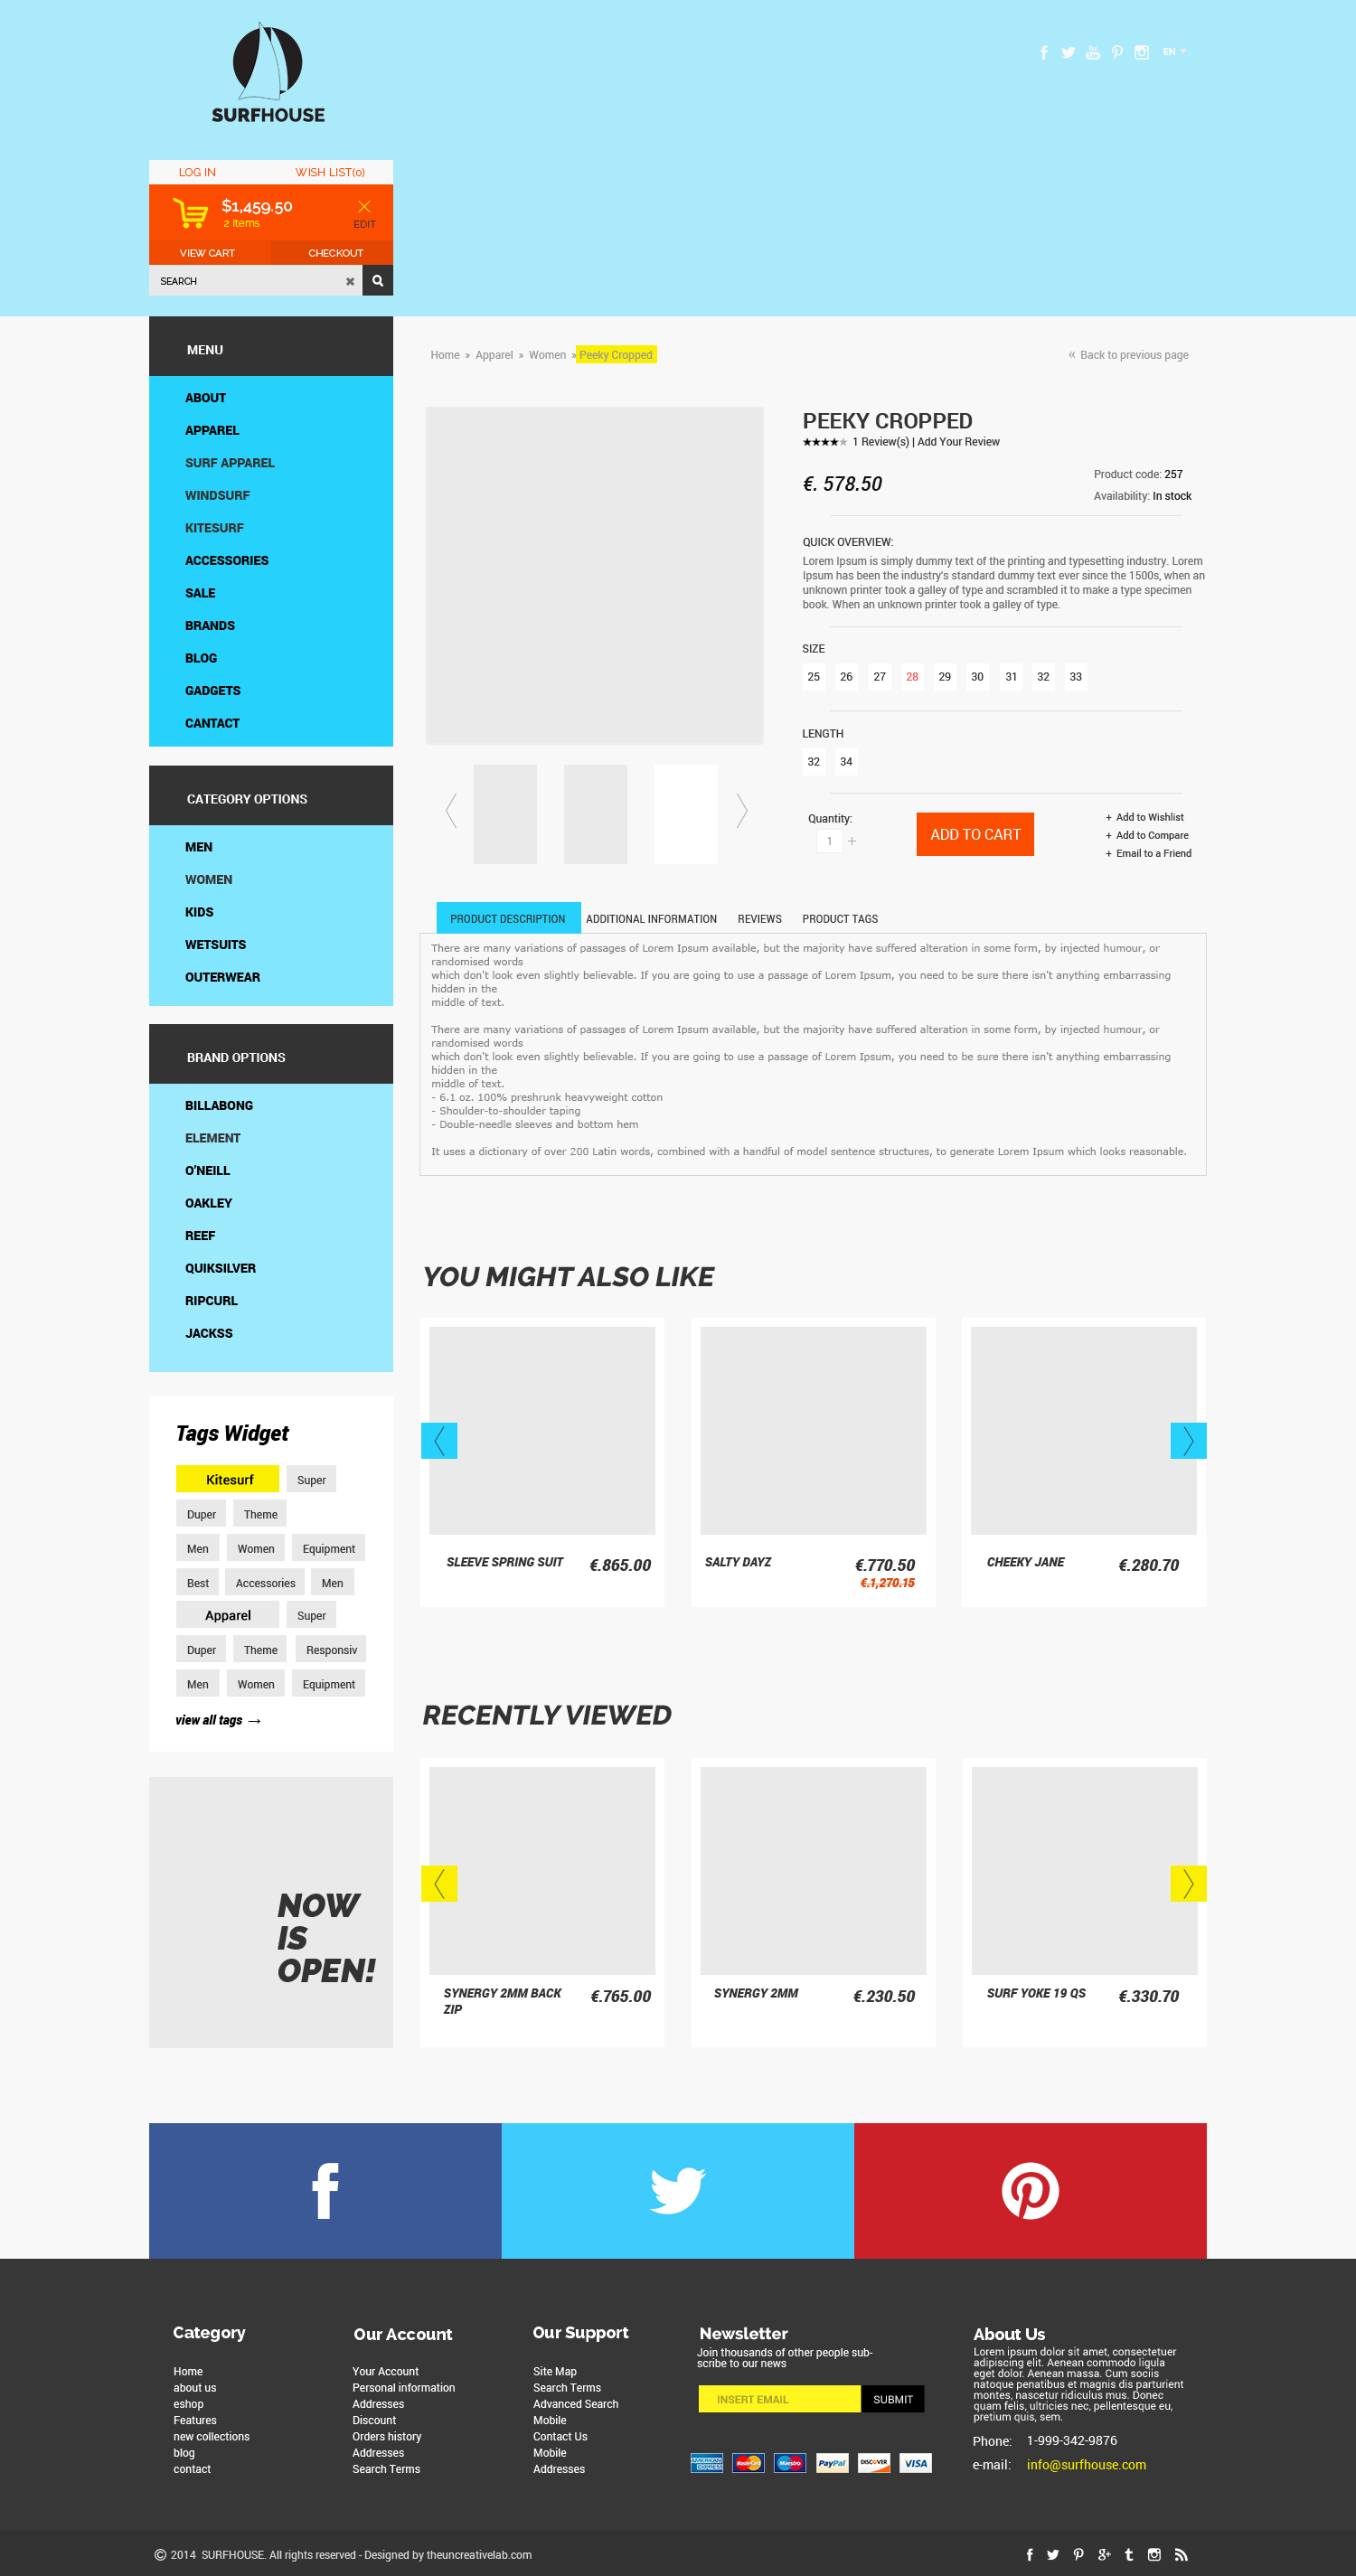 EN
SURFHOUSE
LOG IN WISH LIST(0)
$1,459.50
2 Items
EDIT
VIEW CART CHECKOUT
SEARCH
MENU
ABOUT
APPAREL
SURF APPAREL
WINDSURF
KITESURF
ACCESSORIES
SALE
BRANDS
BLOG
GADGETS
CANTACT
CATEGORY OPTIONS
MEN
WOMEN
KIDS
WETSUITS
OUTERWEAR
BRAND OPTIONS
BILLABONG
ELEMENT
O'NEILL
OAKLEY
REEF
QUIKSILVER
RIPCURL
JACKSS
Tags Widget
Kitesurf Super
Duper Theme
Men Women Equipment
Best Accessories Men
Apparel Super
Duper Theme Responsiv
Men Women Equipment
view all tags →
NOW
IS
OPEN!
Home » Apparel » Women » Peeky Cropped
« Back to previous page
PEEKY CROPPED
1 Review(s) | Add Your Review
€. 578.50
Product code: 257
Availability: In stock
QUICK OVERVIEW:
Lorem Ipsum is simply dummy text of the printing and typesetting industry. Lorem
Ipsum has been the industry's standard dummy text ever since the 1500s, when an
unknown printer took a galley of type and scrambled it to make a type specimen
book. When an unknown printer took a galley of type.
SIZE
25 26 27 28 29 30 31 32 33
LENGTH
32 34
Quantity:
1 +
ADD TO CART
+ Add to Wishlist
+ Add to Compare
+ Email to a Friend
PRODUCT DESCRIPTION ADDITIONAL INFORMATION REVIEWS PRODUCT TAGS
There are many variations of passages of Lorem Ipsum available, but the majority have suffered alteration in some form, by injected humour, or
randomised words
which don't look even slightly believable. If you are going to use a passage of Lorem Ipsum, you need to be sure there isn't anything embarrassing
hidden in the
middle of text.
There are many variations of passages of Lorem Ipsum available, but the majority have suffered alteration in some form, by injected humour, or
randomised words
which don't look even slightly believable. If you are going to use a passage of Lorem Ipsum, you need to be sure there isn't anything embarrassing
hidden in the
middle of text.
- 6.1 oz. 100% preshrunk heavyweight cotton
- Shoulder-to-shoulder taping
- Double-needle sleeves and bottom hem
It uses a dictionary of over 200 Latin words, combined with a handful of model sentence structures, to generate Lorem Ipsum which looks reasonable.
YOU MIGHT ALSO LIKE
SLEEVE SPRING SUIT €.865.00
SALTY DAYZ €.770.50
€.1,270.15
CHEEKY JANE €.280.70
RECENTLY VIEWED
SYNERGY 2MM BACK
ZIP
€.765.00
SYNERGY 2MM €.230.50
SURF YOKE 19 QS €.330.70
Category
Home
about us
eshop
Features
new collections
blog
contact
Our Account
Your Account
Personal information
Addresses
Discount
Orders history
Addresses
Search Terms
Our Support
Site Map
Search Terms
Advanced Search
Mobile
Contact Us
Mobile
Addresses
Newsletter
Join thousands of other people sub-
scribe to our news
INSERT EMAIL SUBMIT
AMERICAN EXPRESS MasterCard Maestro PayPal DISCOVER VISA
About Us
Lorem ipsum dolor sit amet, consectetuer
adipiscing elit. Aenean commodo ligula
eget dolor. Aenean massa. Cum sociis
natoque penatibus et magnis dis parturient
montes, nascetur ridiculus mus. Donec
quam felis, ultricies nec, pellentesque eu,
pretium quis, sem.
Phone: 1-999-342-9876
e-mail: info@surfhouse.com
© 2014 SURFHOUSE. All rights reserved - Designed by theuncreativelab.com